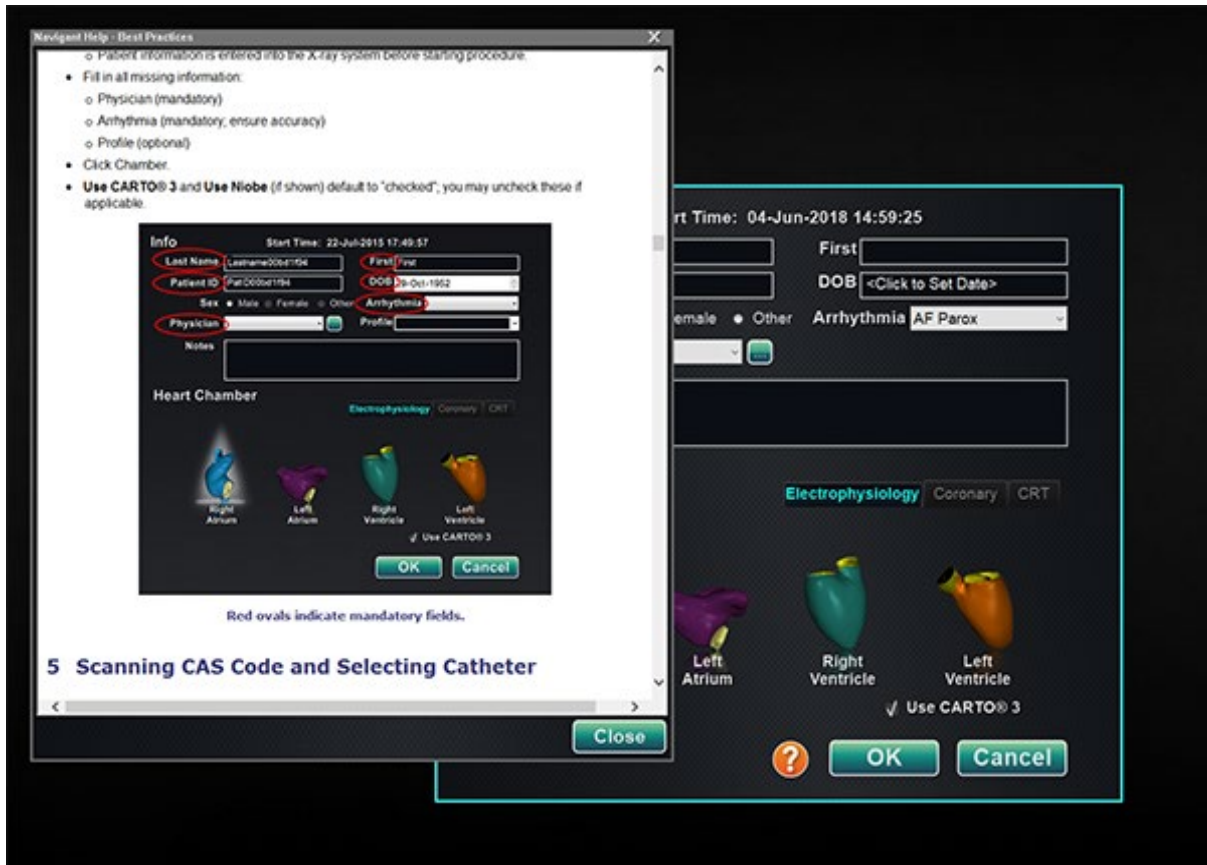 Navigant Help - Best Practices
X
o Patient information is entered into the X-ray system before starting procedure.
• Fill in all missing information:
o Physician (mandatory)
o Arrhythmia (mandatory; ensure accuracy)
o Profile (optional)
• Click Chamber.
• Use CARTO® 3 and Use Niobe (if shown) default to "checked"; you may uncheck these if
applicable.
Info Start Time: 22-Jul-2015 17:49:57
Last Name First First
Patient ID DOB 9-Oct-1952
Sex Male Female Other Arrhythmia
Physician Profile
Notes
Heart Chamber
Electrophysiology Coronary CRT
Right Atrium
Left Atrium
Right Ventricle
Left Ventricle
Use CARTO® 3
OK Cancel
Red ovals indicate mandatory fields.
5 Scanning CAS Code and Selecting Catheter
Close
rt Time: 04-Jun-2018 14:59:25
First
DOB <Click to Set Date>
emale Other Arrhythmia AF Parox
...
Electrophysiology Coronary CRT
Left Atrium
Right Ventricle
Left Ventricle
Use CARTO® 3
? OK Cancel